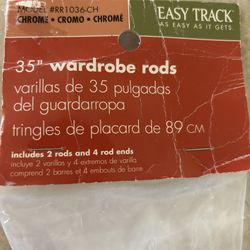 MODEL #RR1036-CH
CHROME • CROMO • CHROMÉ
EASY TRACK
AS EASY AS IT GETS.
35" wardrobe rods
varillas de 35 pulgadas
del guardarropa
tringles de placard de 89 CM
includes 2 rods and 4 rod ends
incluye 2 varillas y 4 extremos de varilla
comprend 2 barres et 4 embouts de barre